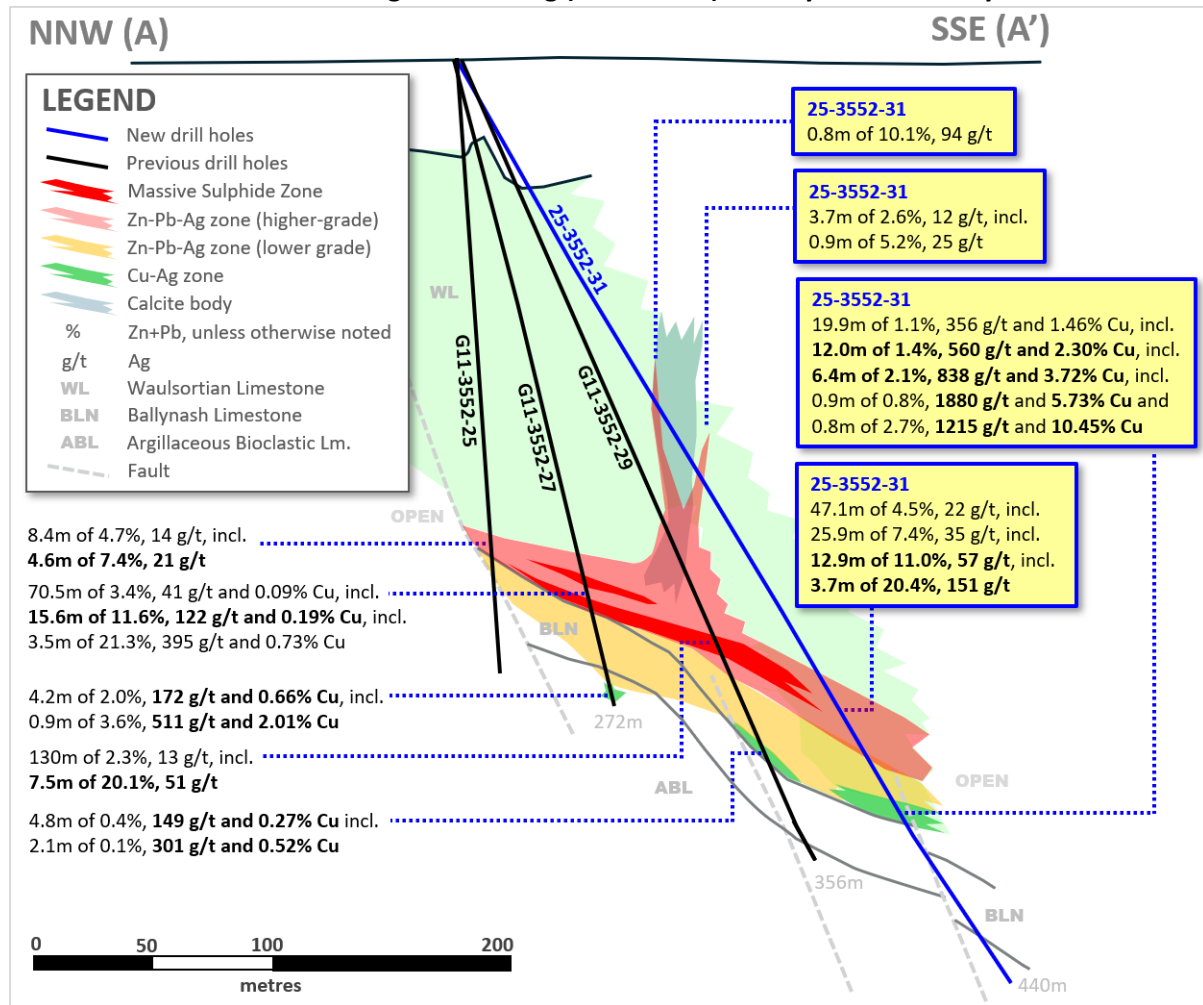 NNW (A)
SSE (A’)
LEGEND
New drill holes
Previous drill holes
Massive Sulphide Zone
Zn-Pb-Ag zone (higher-grade)
Zn-Pb-Ag zone (lower grade)
Cu-Ag zone
Calcite body
% Zn+Pb, unless otherwise noted
g/t Ag
WL Waulsortian Limestone
BLN Ballynash Limestone
ABL Argillaceous Bioclastic Lm.
Fault
25-3552-31
0.8m of 10.1%, 94 g/t
25-3552-31
3.7m of 2.6%, 12 g/t, incl.
0.9m of 5.2%, 25 g/t
25-3552-31
19.9m of 1.1%, 356 g/t and 1.46% Cu, incl.
12.0m of 1.4%, 560 g/t and 2.30% Cu, incl.
6.4m of 2.1%, 838 g/t and 3.72% Cu, incl.
0.9m of 0.8%, 1880 g/t and 5.73% Cu and
0.8m of 2.7%, 1215 g/t and 10.45% Cu
25-3552-31
47.1m of 4.5%, 22 g/t, incl.
25.9m of 7.4%, 35 g/t, incl.
12.9m of 11.0%, 57 g/t, incl.
3.7m of 20.4%, 151 g/t
25-3552-31
WL
G11-3552-25
G11-3552-27
G11-3552-29
OPEN
8.4m of 4.7%, 14 g/t, incl.
4.6m of 7.4%, 21 g/t
70.5m of 3.4%, 41 g/t and 0.09% Cu, incl.
15.6m of 11.6%, 122 g/t and 0.19% Cu, incl.
3.5m of 21.3%, 395 g/t and 0.73% Cu
BLN
4.2m of 2.0%, 172 g/t and 0.66% Cu, incl.
0.9m of 3.6%, 511 g/t and 2.01% Cu
272m
130m of 2.3%, 13 g/t, incl.
7.5m of 20.1%, 51 g/t
ABL
OPEN
4.8m of 0.4%, 149 g/t and 0.27% Cu incl.
2.1m of 0.1%, 301 g/t and 0.52% Cu
356m
BLN
440m
0 50 100 200
metres